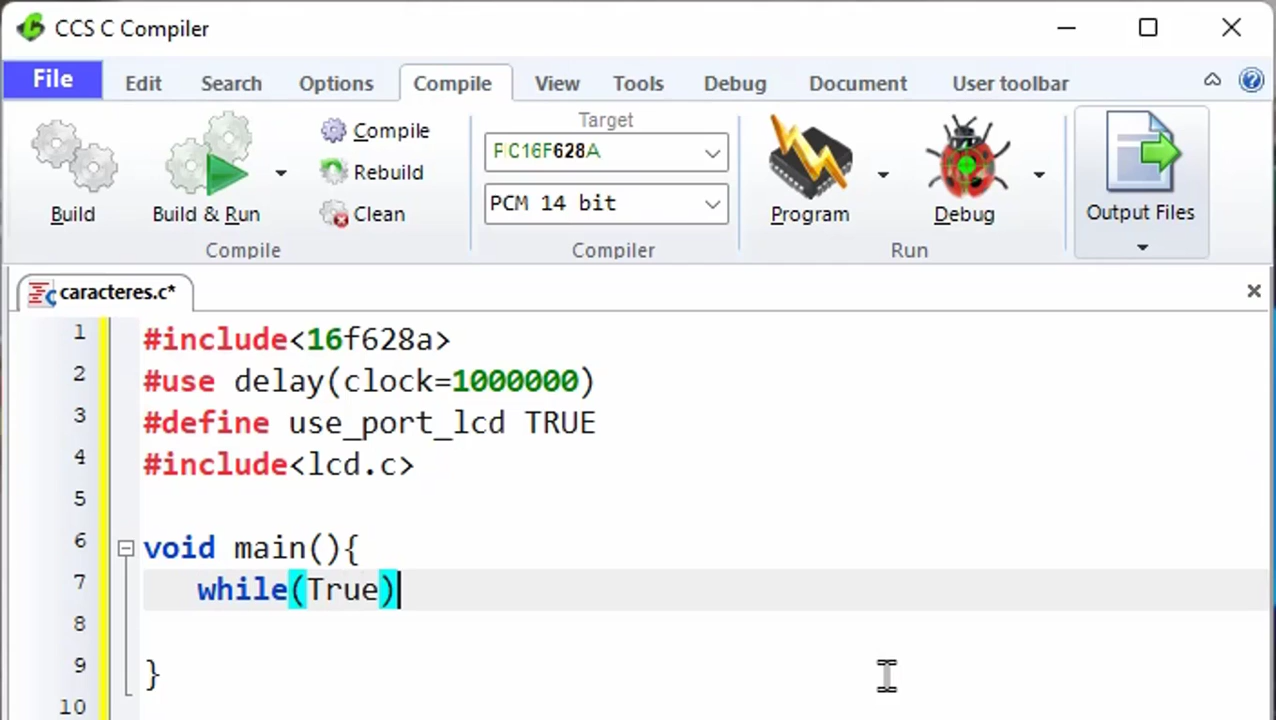 CCS C Compiler
File Edit Search Options Compile View Tools Debug Document User toolbar
Build
Build & Run
Compile
Rebuild
Clean
Compile
Target
PIC16F628A
PCM 14 bit
Compiler
Program
Debug
Run
Output Files
caracteres.c*
1 #include<16f628a>
2 #use delay(clock=1000000)
3 #define use_port_lcd TRUE
4 #include<lcd.c>
5
6 void main(){
7 while(True)
8
9 }
10